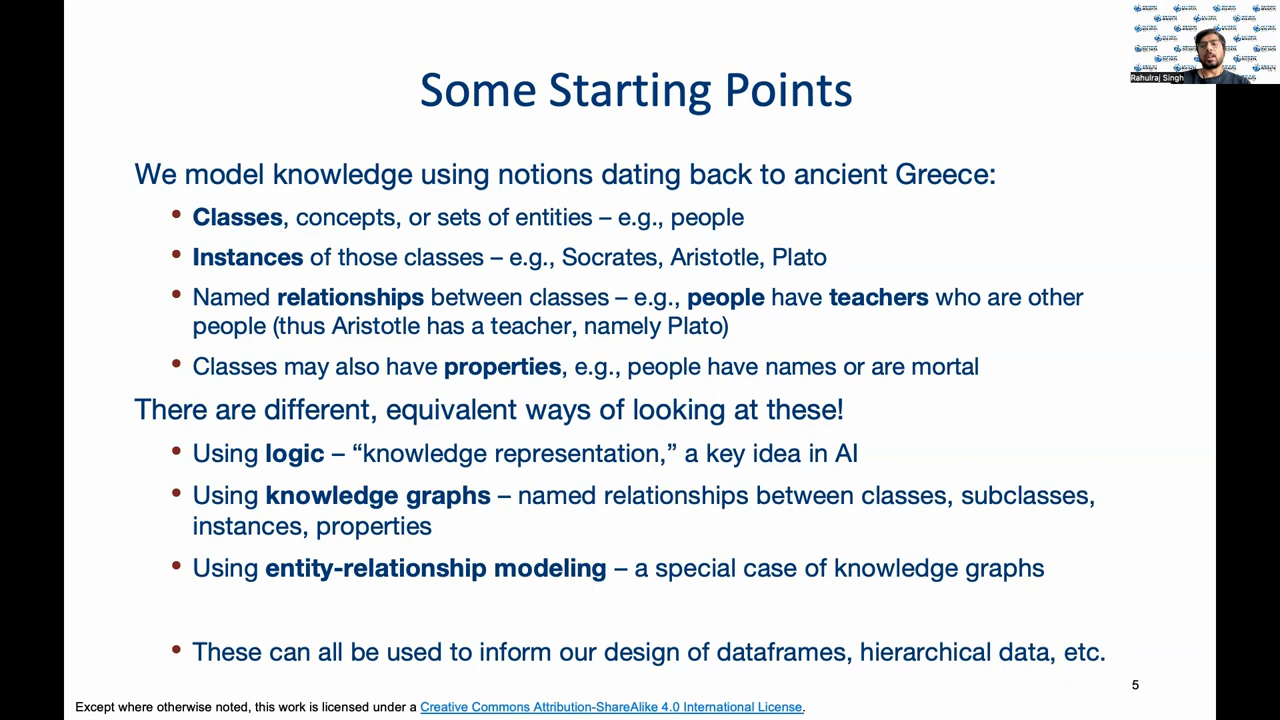 Some Starting Points
Rahulraj Singh
We model knowledge using notions dating back to ancient Greece:
• Classes, concepts, or sets of entities – e.g., people
• Instances of those classes – e.g., Socrates, Aristotle, Plato
• Named relationships between classes – e.g., people have teachers who are other
people (thus Aristotle has a teacher, namely Plato)
• Classes may also have properties, e.g., people have names or are mortal
There are different, equivalent ways of looking at these!
• Using logic – “knowledge representation,” a key idea in AI
• Using knowledge graphs – named relationships between classes, subclasses,
instances, properties
• Using entity-relationship modeling – a special case of knowledge graphs
• These can all be used to inform our design of dataframes, hierarchical data, etc.
5
Except where otherwise noted, this work is licensed under a Creative Commons Attribution-ShareAlike 4.0 International License.